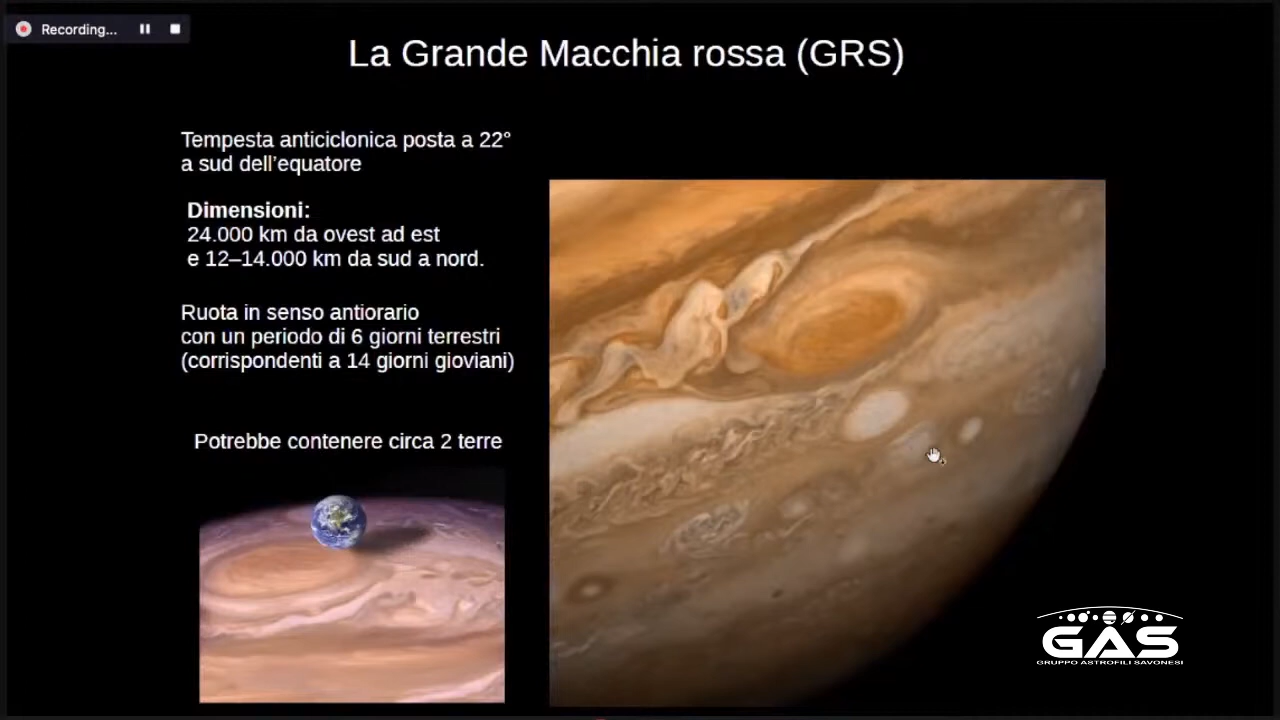 Recording...
La Grande Macchia rossa (GRS)
Tempesta anticiclonica posta a 22°
a sud dell’equatore
Dimensioni:
24.000 km da ovest ad est
e 12–14.000 km da sud a nord.
Ruota in senso antiorario
con un periodo di 6 giorni terrestri
(corrispondenti a 14 giorni gioviani)
Potrebbe contenere circa 2 terre
GAS
GRUPPO ASTROFILI SAVONESI